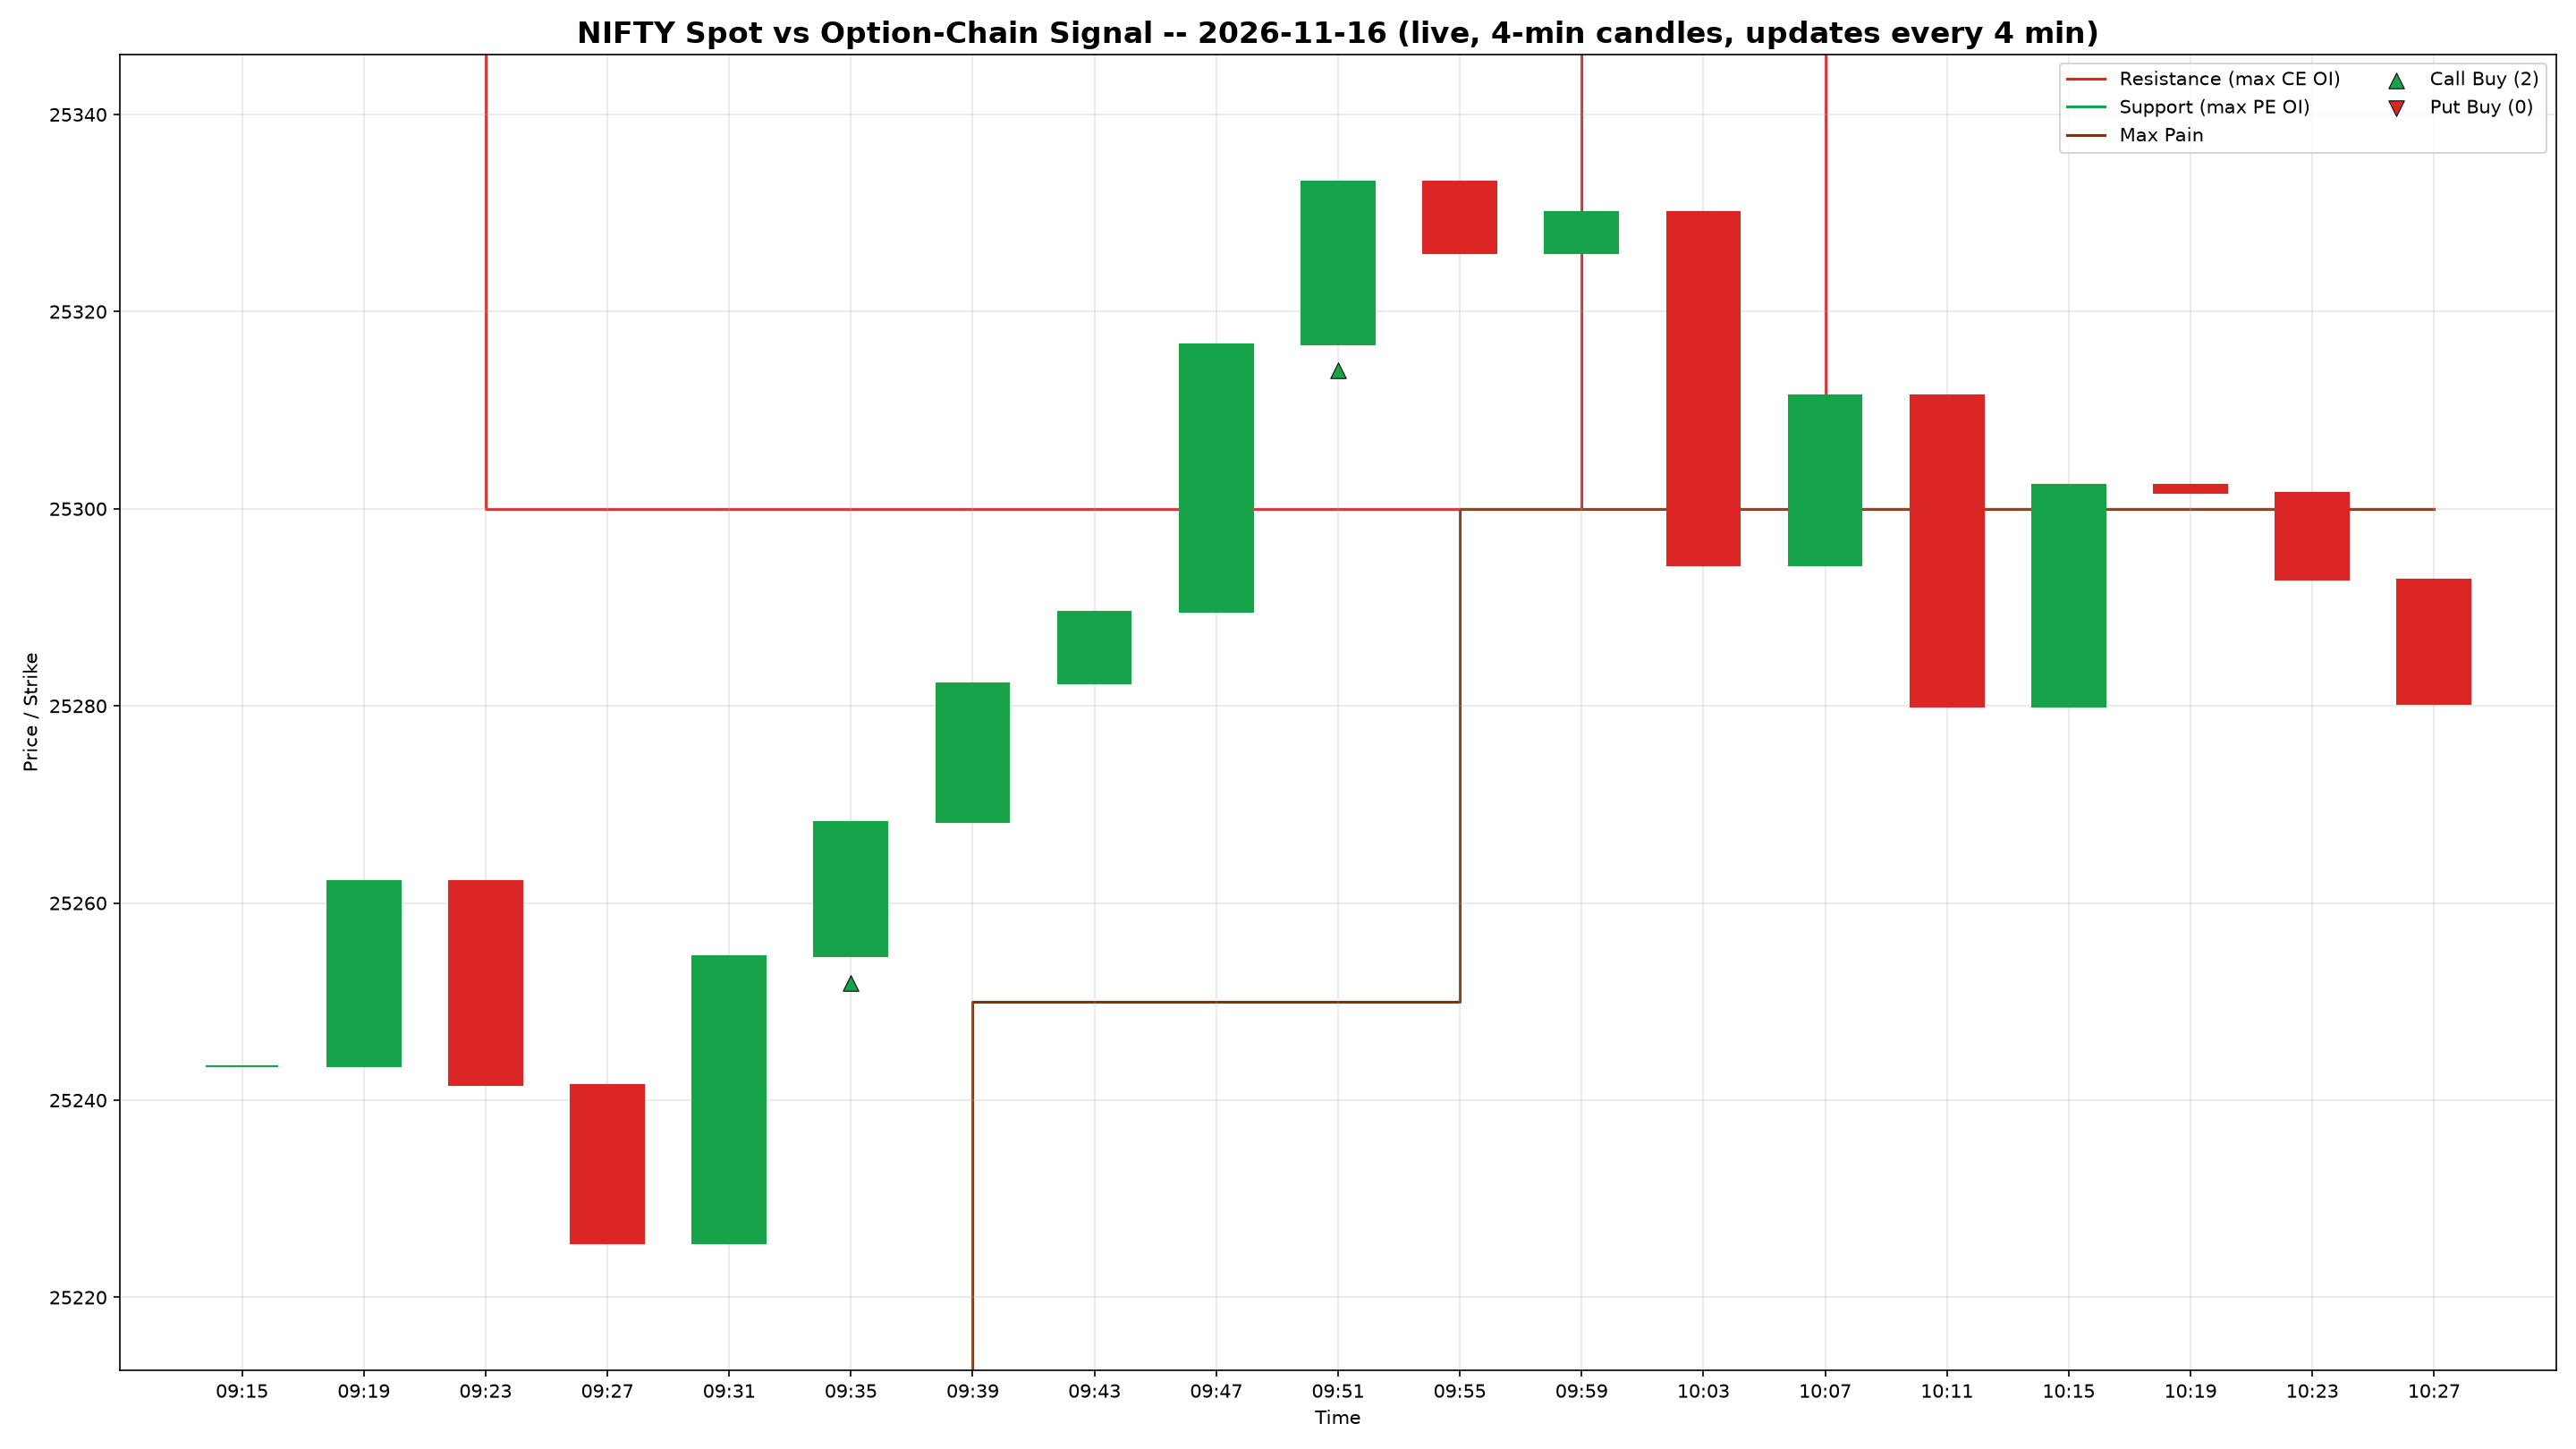 NIFTY Spot vs Option-Chain Signal -- 2026-11-16 (live, 4-min candles, updates every 4 min)
Resistance (max CE OI)
Support (max PE OI)
Max Pain
Call Buy (2)
Put Buy (0)
Price / Strike
25340
25320
25300
25280
25260
25240
25220
09:15 09:19 09:23 09:27 09:31 09:35 09:39 09:43 09:47 09:51 09:55 09:59 10:03 10:07 10:11 10:15 10:19 10:23 10:27
Time